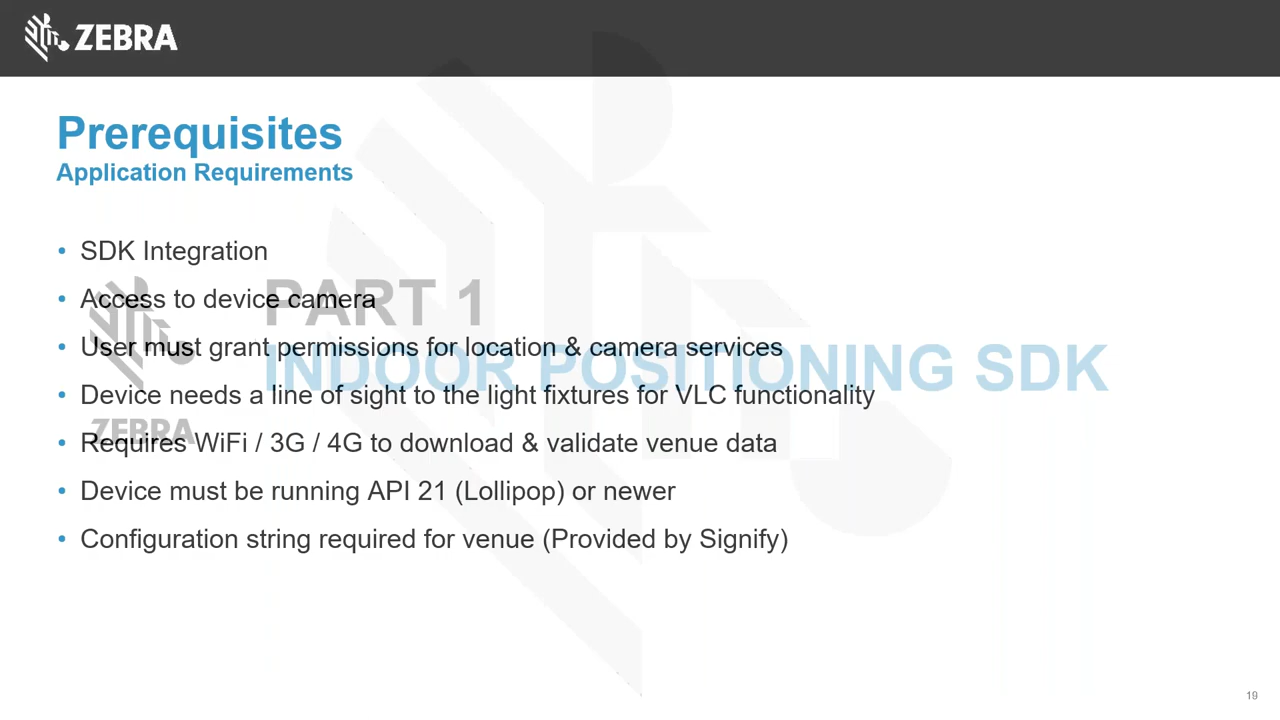 ZEBRA
Prerequisites
Application Requirements
• SDK Integration
• Access to device camera
PART 1
• User must grant permissions for location & camera services
INDOOR POSITIONING SDK
• Device needs a line of sight to the light fixtures for VLC functionality
ZEBRA
• Requires WiFi / 3G / 4G to download & validate venue data
• Device must be running API 21 (Lollipop) or newer
• Configuration string required for venue (Provided by Signify)
19